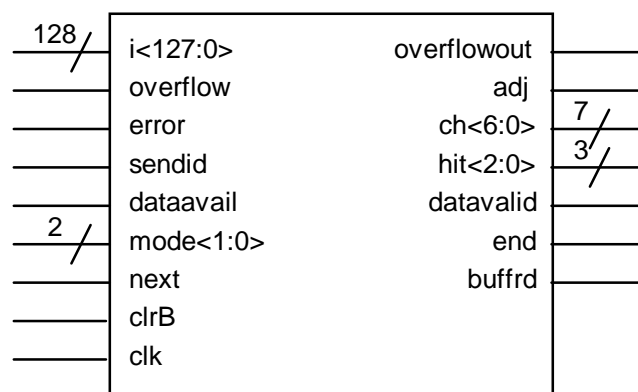 128 i<127:0> overflowout
overflow adj
error ch<6:0> 7
sendid hit<2:0> 3
dataavail datavalid
2 mode<1:0> end
next buffrd
clrB
clk